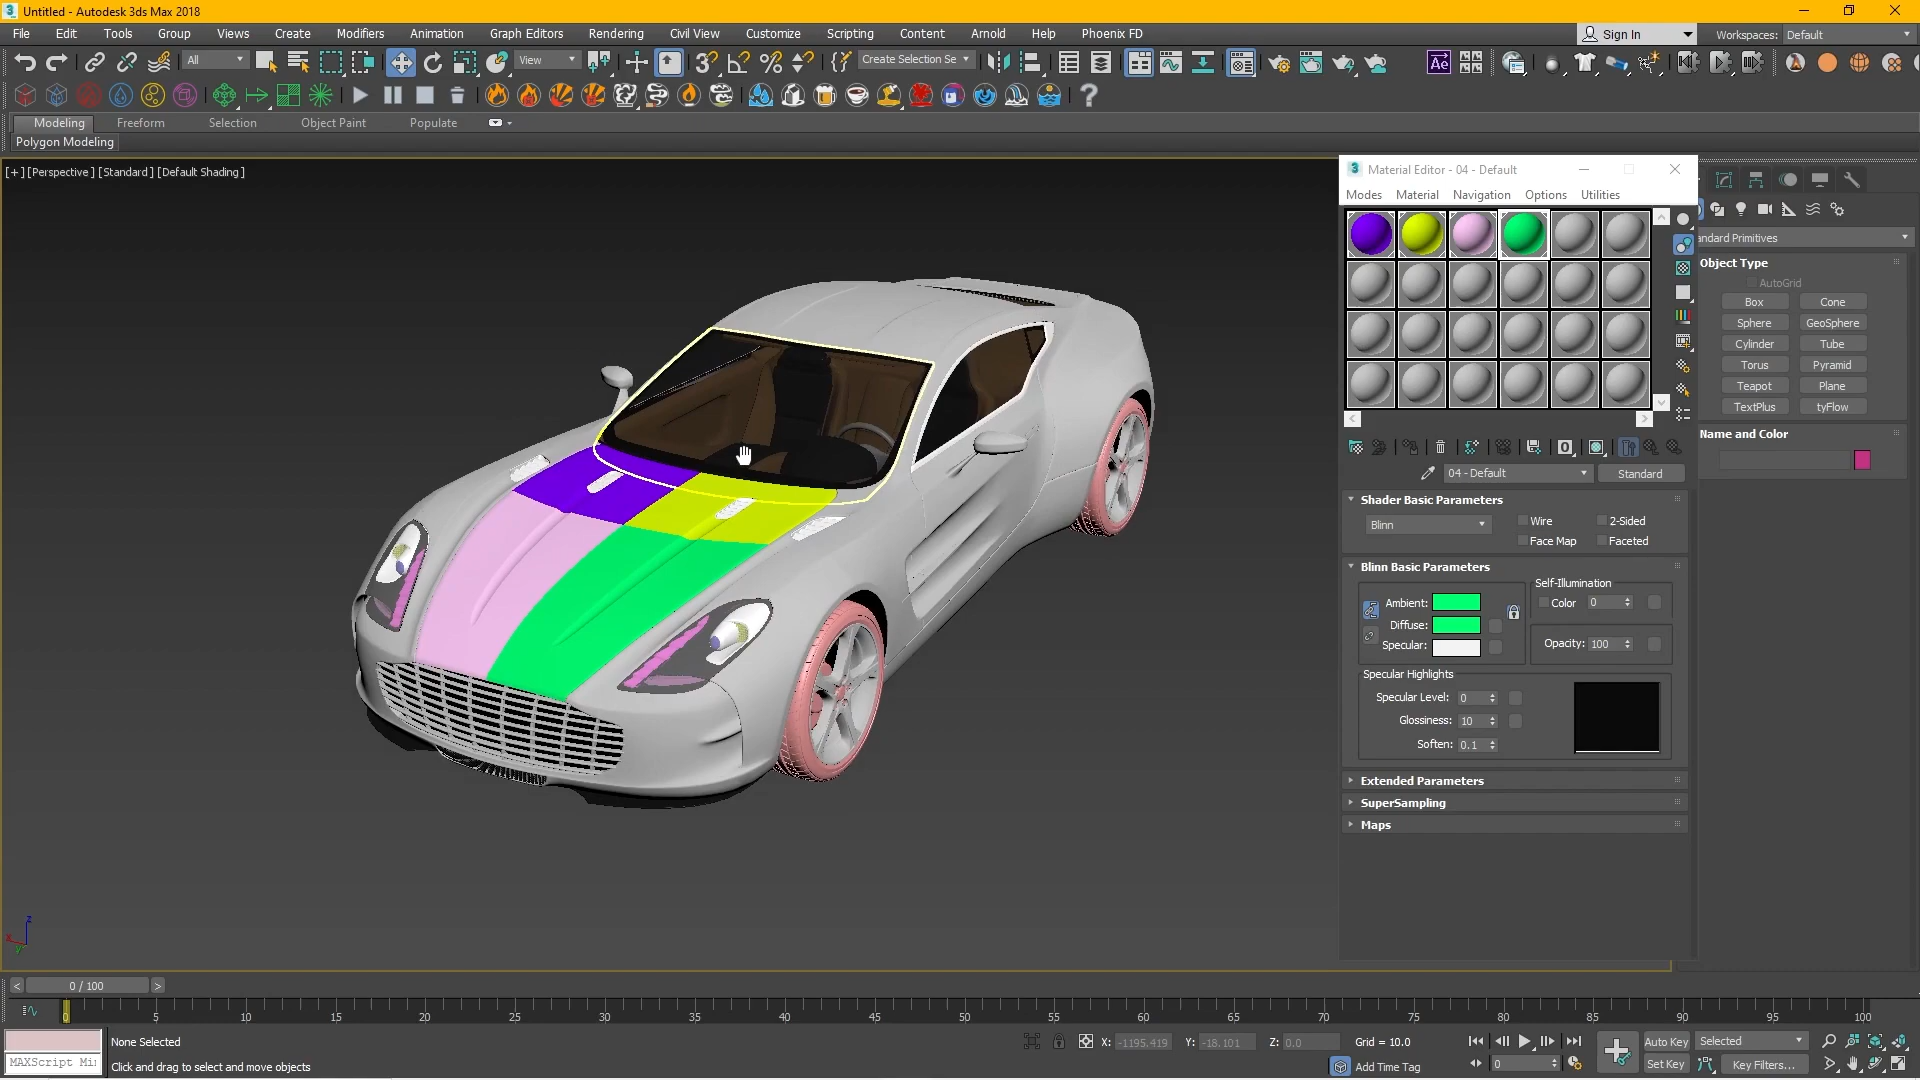 Untitled - Autodesk 3ds Max 2018
File Edit Tools Group Views Create Modifiers Animation Graph Editors Rendering Civil View Customize Scripting Content Arnold Help Phoenix FD Sign In Workspaces: Default
All View Create Selection Se Ae
Modeling Freeform Selection Object Paint Populate
Polygon Modeling
[+] [Perspective ] [Standard ] [Default Shading ]
Material Editor - 04 - Default
Modes Material Navigation Options Utilities
04 - Default Standard
Shader Basic Parameters
Blinn Wire 2-Sided
Face Map Faceted
Blinn Basic Parameters
Self-Illumination
Ambient: Color 0
Diffuse:
Specular: Opacity: 100
Specular Highlights
Specular Level: 0
Glossiness: 10
Soften: 0.1
Extended Parameters
SuperSampling
Maps
andard Primitives
Object Type
AutoGrid
Box Cone
Sphere GeoSphere
Cylinder Tube
Torus Pyramid
Teapot Plane
TextPlus tyFlow
Name and Color
z
x
y
< 0 / 100 >
0 5 10 15 20 25 30 35 40 45 50 55 60 65 70 75 80 85 90 95 100
None Selected X: -1195.419 Y: -18.101 Z: 0.0 Grid = 10.0 Auto Key Selected
MAXScript Mi Click and drag to select and move objects Add Time Tag 0 Set Key Key Filters...